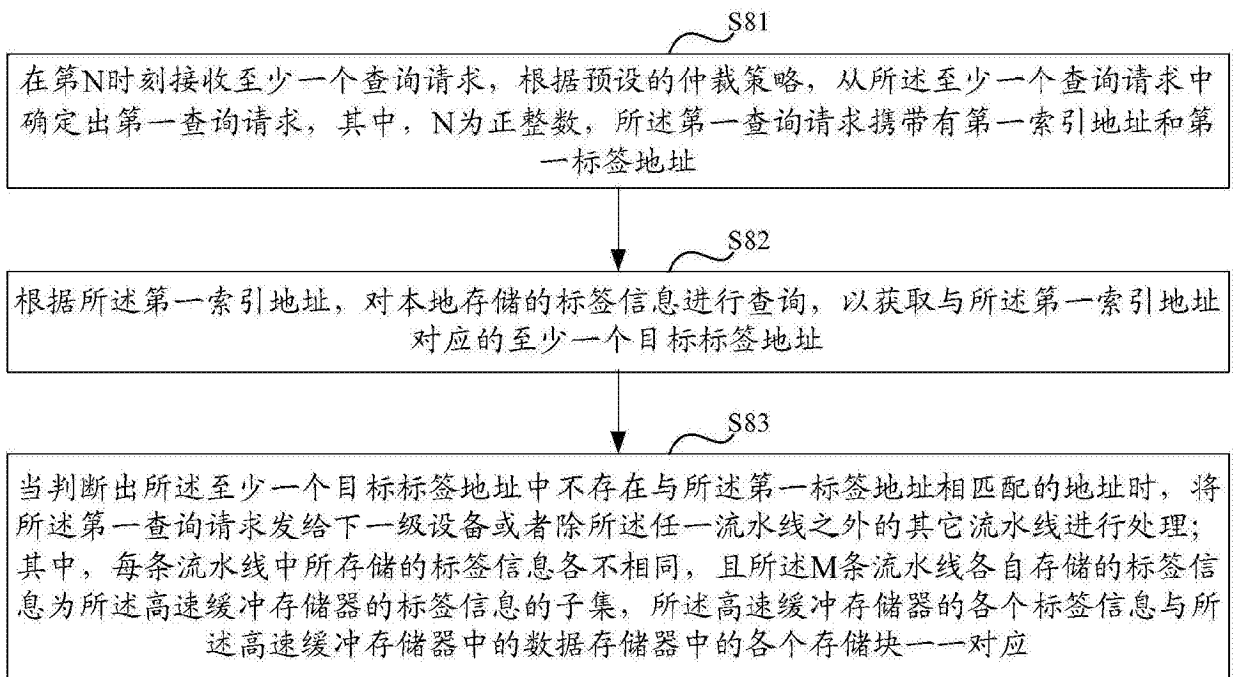 S81
在第N时刻接收至少一个查询请求，根据预设的仲裁策略，从所述至少一个查询请求中
确定出第一查询请求，其中，N为正整数，所述第一查询请求携带有第一索引地址和第
一标签地址
S82
根据所述第一索引地址，对本地存储的标签信息进行查询，以获取与所述第一索引地址
对应的至少一个目标标签地址
S83
当判断出所述至少一个目标标签地址中不存在与所述第一标签地址相匹配的地址时，将
所述第一查询请求发给下一级设备或者除所述任一流水线之外的其它流水线进行处理；
其中，每条流水线中所存储的标签信息各不相同，且所述M条流水线各自存储的标签信
息为所述高速缓冲存储器的标签信息的子集，所述高速缓冲存储器的各个标签信息与所
述高速缓冲存储器中的数据存储器中的各个存储块一一对应